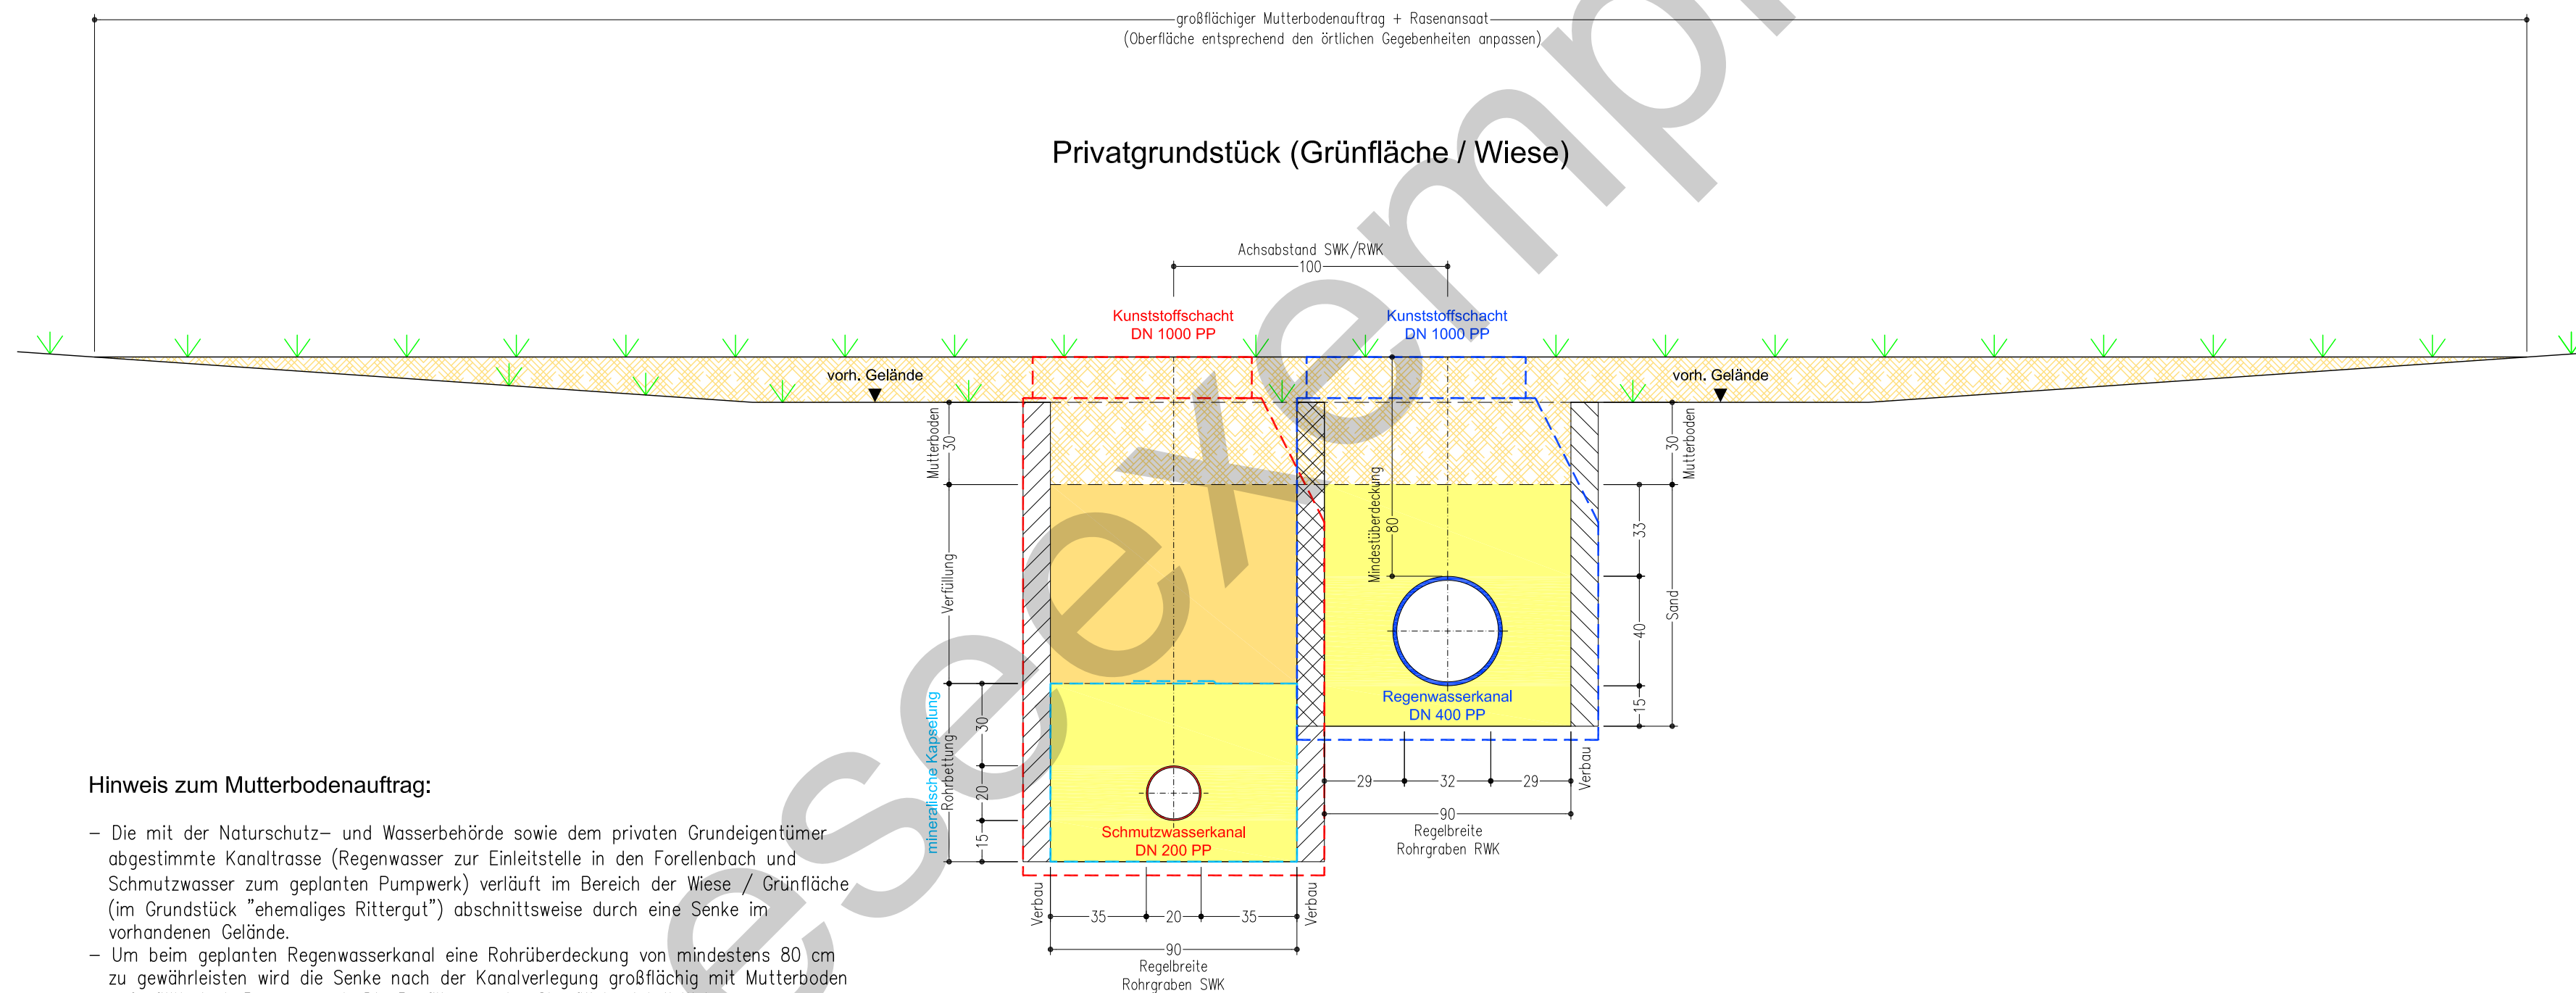 großflächiger Mutterbodenauftrag + Rasenansaat
(Oberfläche entsprechend den örtlichen Gegebenheiten anpassen)
Privatgrundstück (Grünfläche / Wiese)
Achsabstand SWK/RWK
100
Kunststoffschacht
DN 1000 PP
Kunststoffschacht
DN 1000 PP
vorh. Gelände
vorh. Gelände
Mutterboden
30
Verfüllung
mineralische Kapselung
Rohrbettung
30
20
15
Mindestüberdeckung
80
30
Mutterboden
33
40
15
Sand
Regenwasserkanal
DN 400 PP
Schmutzwasserkanal
DN 200 PP
Verbau
29
32
29
90
Regelbreite
Rohrgraben RWK
Verbau
Verbau
35
20
35
90
Regelbreite
Rohrgraben SWK
Hinweis zum Mutterbodenauftrag:
– Die mit der Naturschutz– und Wasserbehörde sowie dem privaten Grundeigentümer
abgestimmte Kanaltrasse (Regenwasser zur Einleitstelle in den Forellenbach und
Schmutzwasser zum geplanten Pumpwerk) verläuft im Bereich der Wiese / Grünfläche
(im Grundstück "ehemaliges Rittergut") abschnittsweise durch eine Senke im
vorhandenen Gelände.
– Um beim geplanten Regenwasserkanal eine Rohrüberdeckung von mindestens 80 cm
zu gewährleisten wird die Senke nach der Kanalverlegung großflächig mit Mutterboden
eseexempl